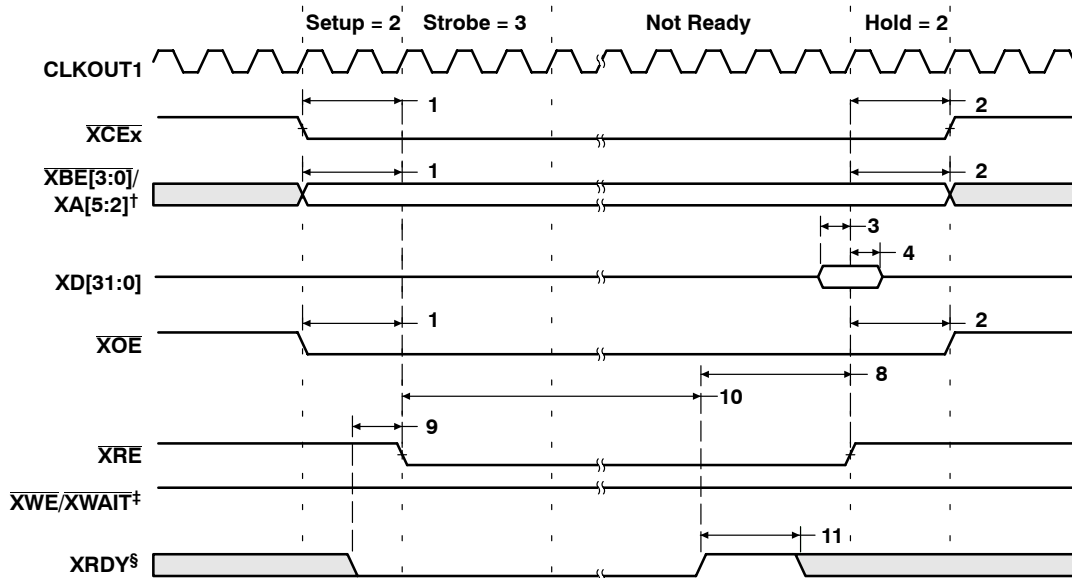 Setup = 2 Strobe = 3 Not Ready Hold = 2
CLKOUT1
1 2
XCEx
1 2
XBE[3:0]/
XA[5:2]†
3
4
XD[31:0]
1 2
XOE
8
10
9
XRE
XWE/XWAIT‡
11
XRDY§